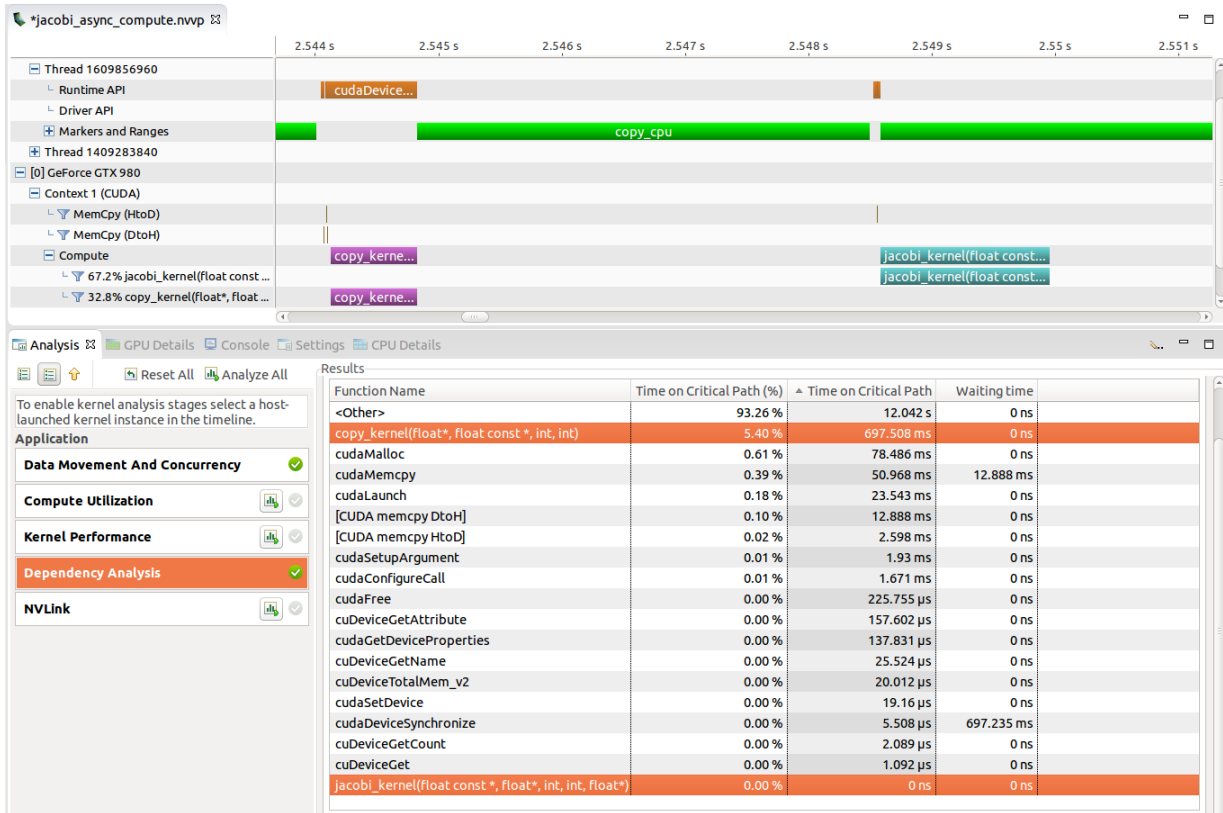 *jacobi_async_compute.nvvp
2.544 s 2.545 s 2.546 s 2.547 s 2.548 s 2.549 s 2.55 s 2.551 s
Thread 1609856960
Runtime API cudaDevice...
Driver API
Markers and Ranges copy_cpu
Thread 1409283840
[0] GeForce GTX 980
Context 1 (CUDA)
MemCpy (HtoD)
MemCpy (DtoH)
Compute copy_kerne... jacobi_kernel(float const...
67.2% jacobi_kernel(float const ... jacobi_kernel(float const...
32.8% copy_kernel(float*, float ... copy_kerne...
Analysis GPU Details Console Settings CPU Details
Reset All Analyze All
To enable kernel analysis stages select a host-
launched kernel instance in the timeline.
Application
Data Movement And Concurrency
Compute Utilization
Kernel Performance
Dependency Analysis
NVLink
Results
Function Name Time on Critical Path (%) Time on Critical Path Waiting time
<Other> 93.26 % 12.042 s 0 ns
copy_kernel(float*, float const *, int, int) 5.40 % 697.508 ms 0 ns
cudaMalloc 0.61 % 78.486 ms 0 ns
cudaMemcpy 0.39 % 50.968 ms 12.888 ms
cudaLaunch 0.18 % 23.543 ms 0 ns
[CUDA memcpy DtoH] 0.10 % 12.888 ms 0 ns
[CUDA memcpy HtoD] 0.02 % 2.598 ms 0 ns
cudaSetupArgument 0.01 % 1.93 ms 0 ns
cudaConfigureCall 0.01 % 1.671 ms 0 ns
cudaFree 0.00 % 225.755 µs 0 ns
cuDeviceGetAttribute 0.00 % 157.602 µs 0 ns
cudaGetDeviceProperties 0.00 % 137.831 µs 0 ns
cuDeviceGetName 0.00 % 25.524 µs 0 ns
cuDeviceTotalMem_v2 0.00 % 20.012 µs 0 ns
cudaSetDevice 0.00 % 19.16 µs 0 ns
cudaDeviceSynchronize 0.00 % 5.508 µs 697.235 ms
cuDeviceGetCount 0.00 % 2.089 µs 0 ns
cuDeviceGet 0.00 % 1.092 µs 0 ns
jacobi_kernel(float const *, float*, int, int, float*) 0.00 % 0 ns 0 ns